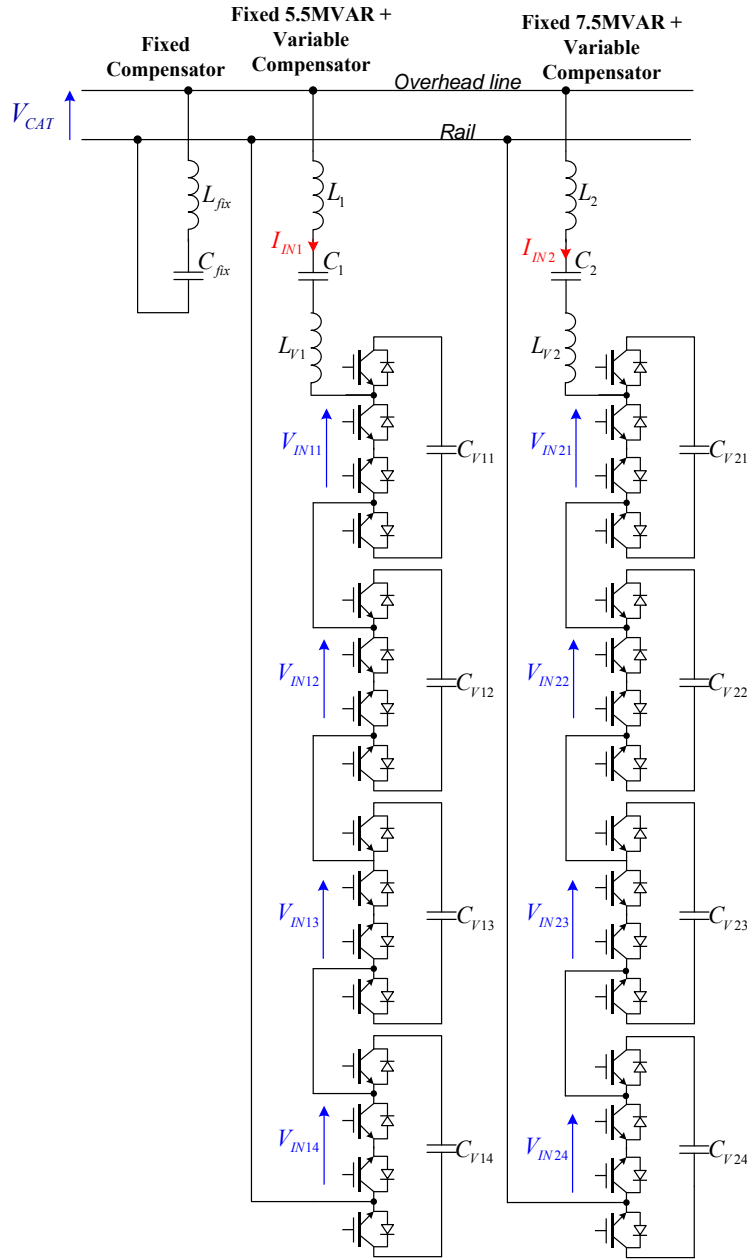 Fixed 5.5MVAR +
Variable
Compensator
Fixed
Compensator
Fixed 7.5MVAR +
Variable
Compensator
Overhead line
V_CAT
Rail
L_fix
C_fix
L_1
I_IN1
C_1
L_V1
L_2
I_IN2
C_2
L_V2
V_IN11
C_V11
V_IN21
C_V21
V_IN12
C_V12
V_IN22
C_V22
V_IN13
C_V13
V_IN23
C_V23
V_IN14
C_V14
V_IN24
C_V24